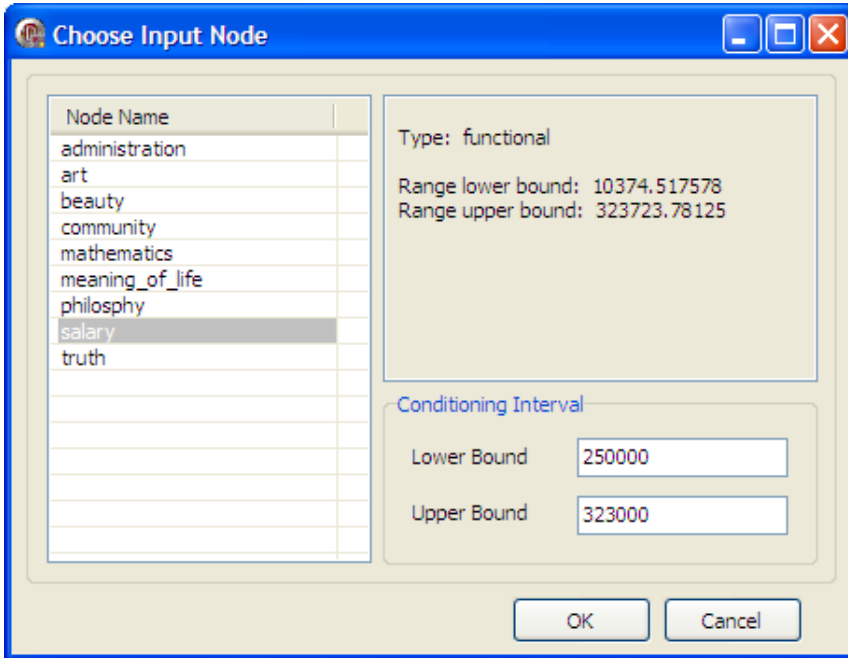 Choose Input Node
Node Name
administration
art
beauty
community
mathematics
meaning_of_life
philosphy
salary
truth
Type: functional
Range lower bound: 10374.517578
Range upper bound: 323723.78125
Conditioning Interval
Lower Bound 250000
Upper Bound 323000
OK Cancel